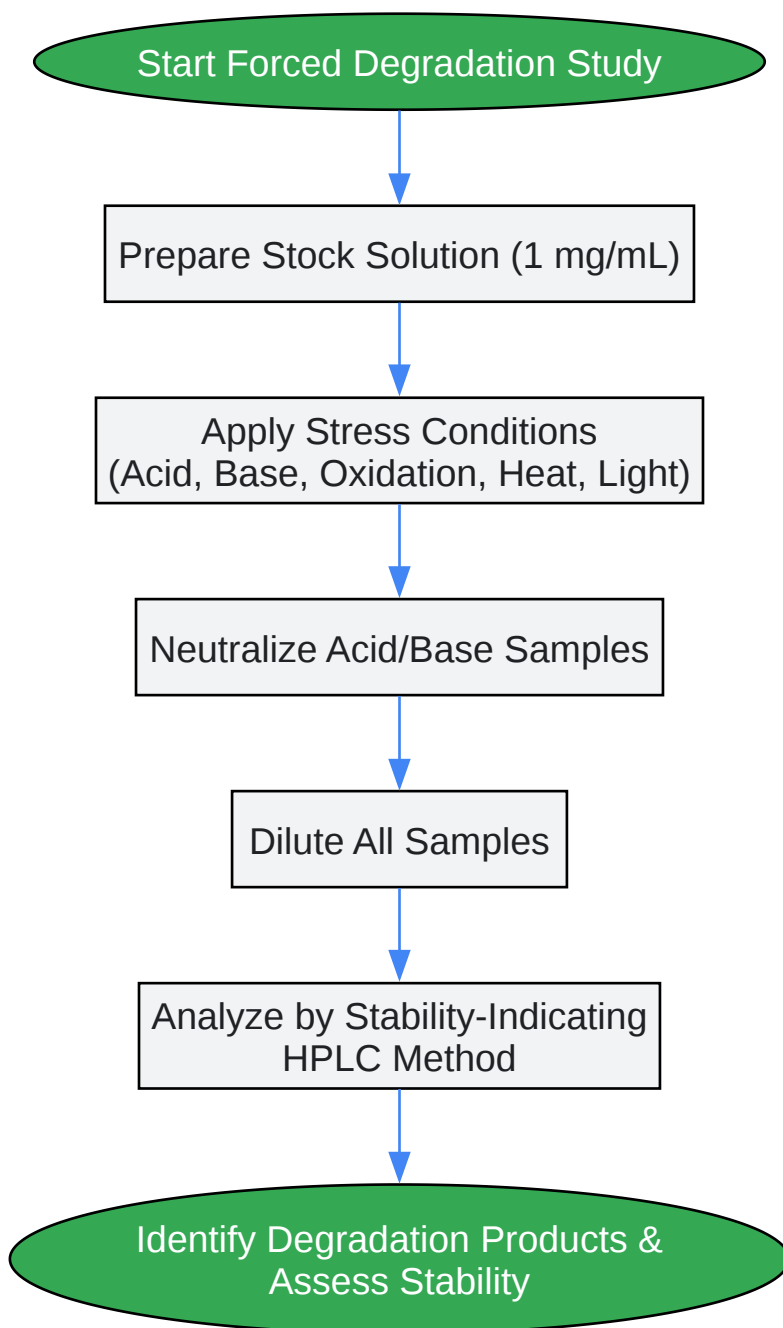 Start Forced Degradation Study
Prepare Stock Solution (1 mg/mL)
Apply Stress Conditions
(Acid, Base, Oxidation, Heat, Light)
Neutralize Acid/Base Samples
Dilute All Samples
Analyze by Stability-Indicating
HPLC Method
Identify Degradation Products &
Assess Stability